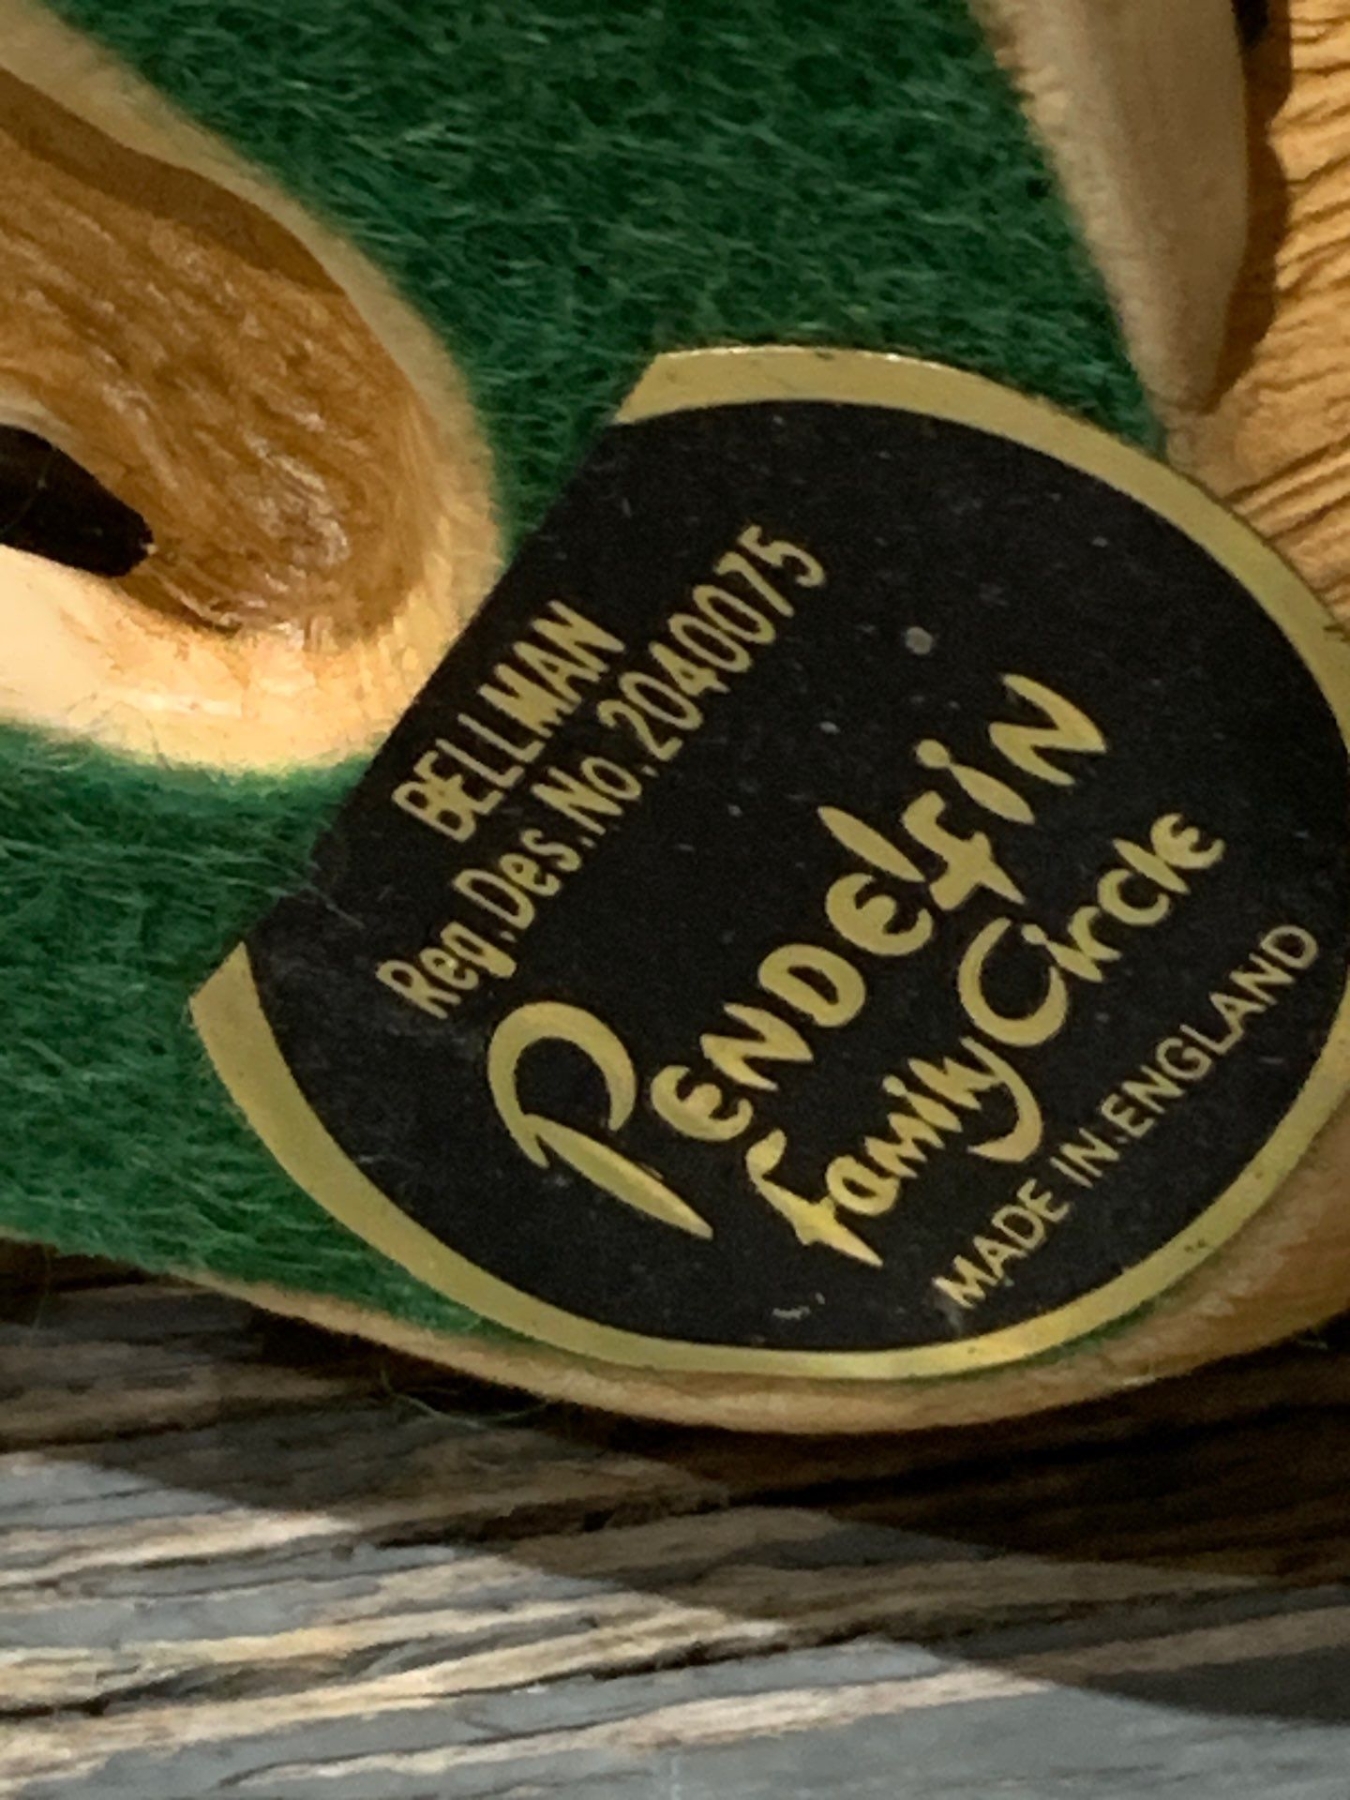 BELLMAN
Reg.Des.No.2040075
PENDELFIN
family Circle
MADE IN ENGLAND